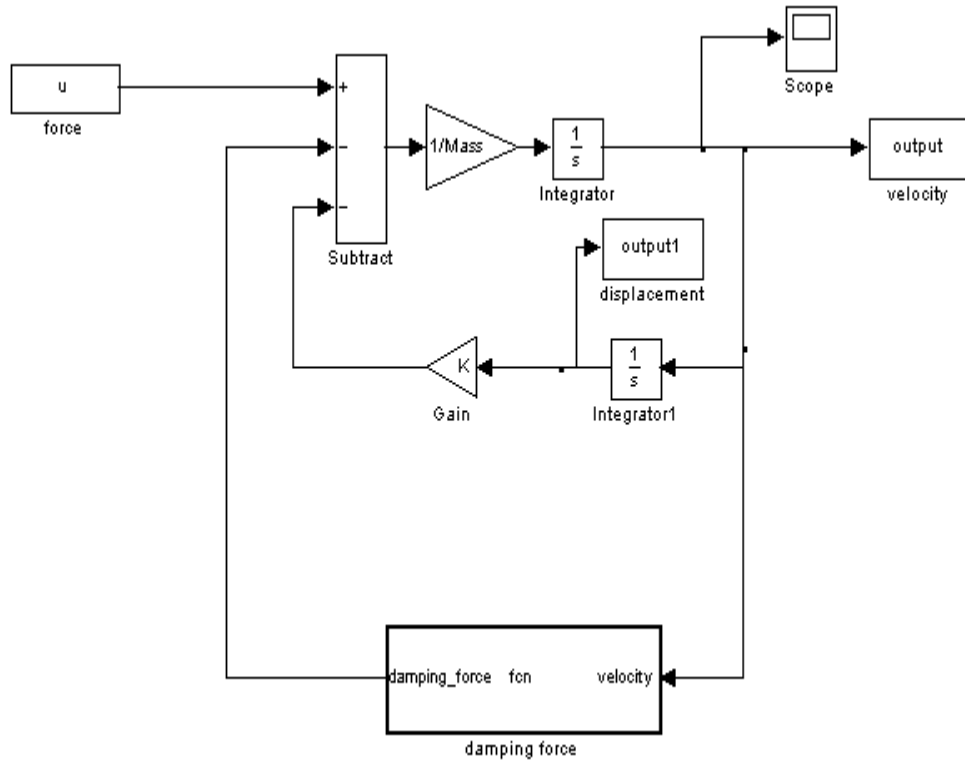 Scope
u
force
+
−
−
Subtract
1/Mass
1
s
Integrator
output
velocity
output1
displacement
K
Gain
1
s
Integrator1
damping_force fcn velocity
damping force